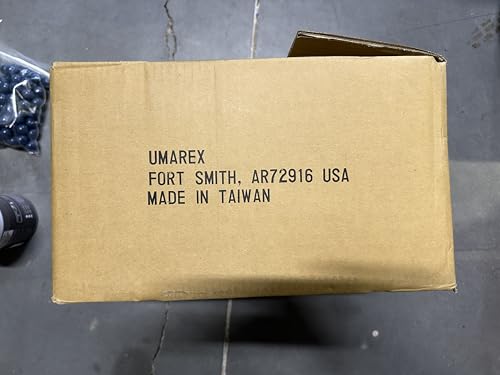 UMAREX
FORT SMITH, AR72916 USA
MADE IN TAIWAN